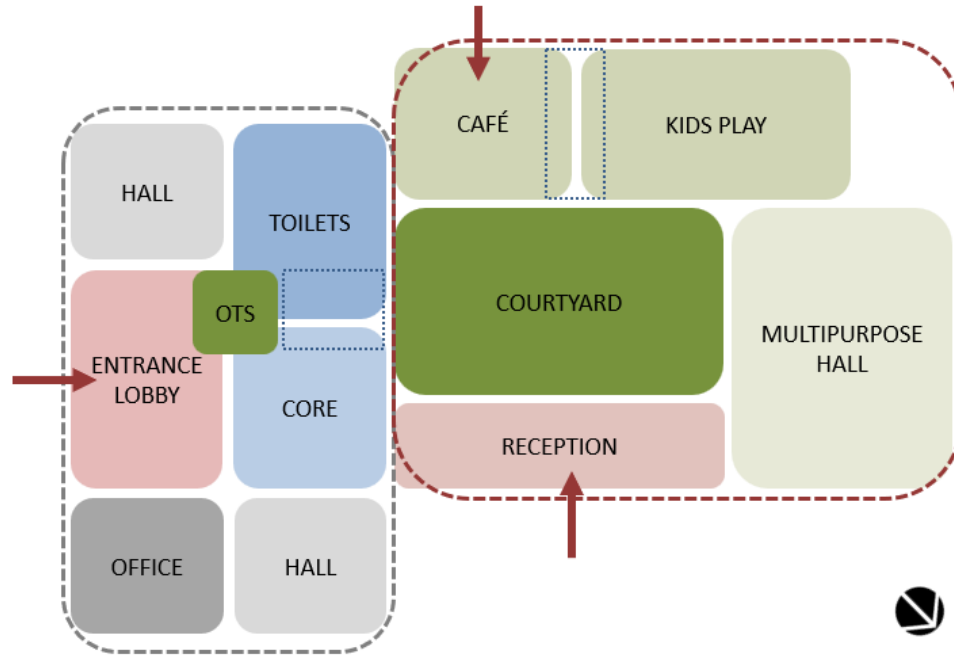 CAFÉ
KIDS PLAY
HALL
TOILETS
OTS
ENTRANCE
LOBBY
CORE
OFFICE
HALL
COURTYARD
MULTIPURPOSE
HALL
RECEPTION